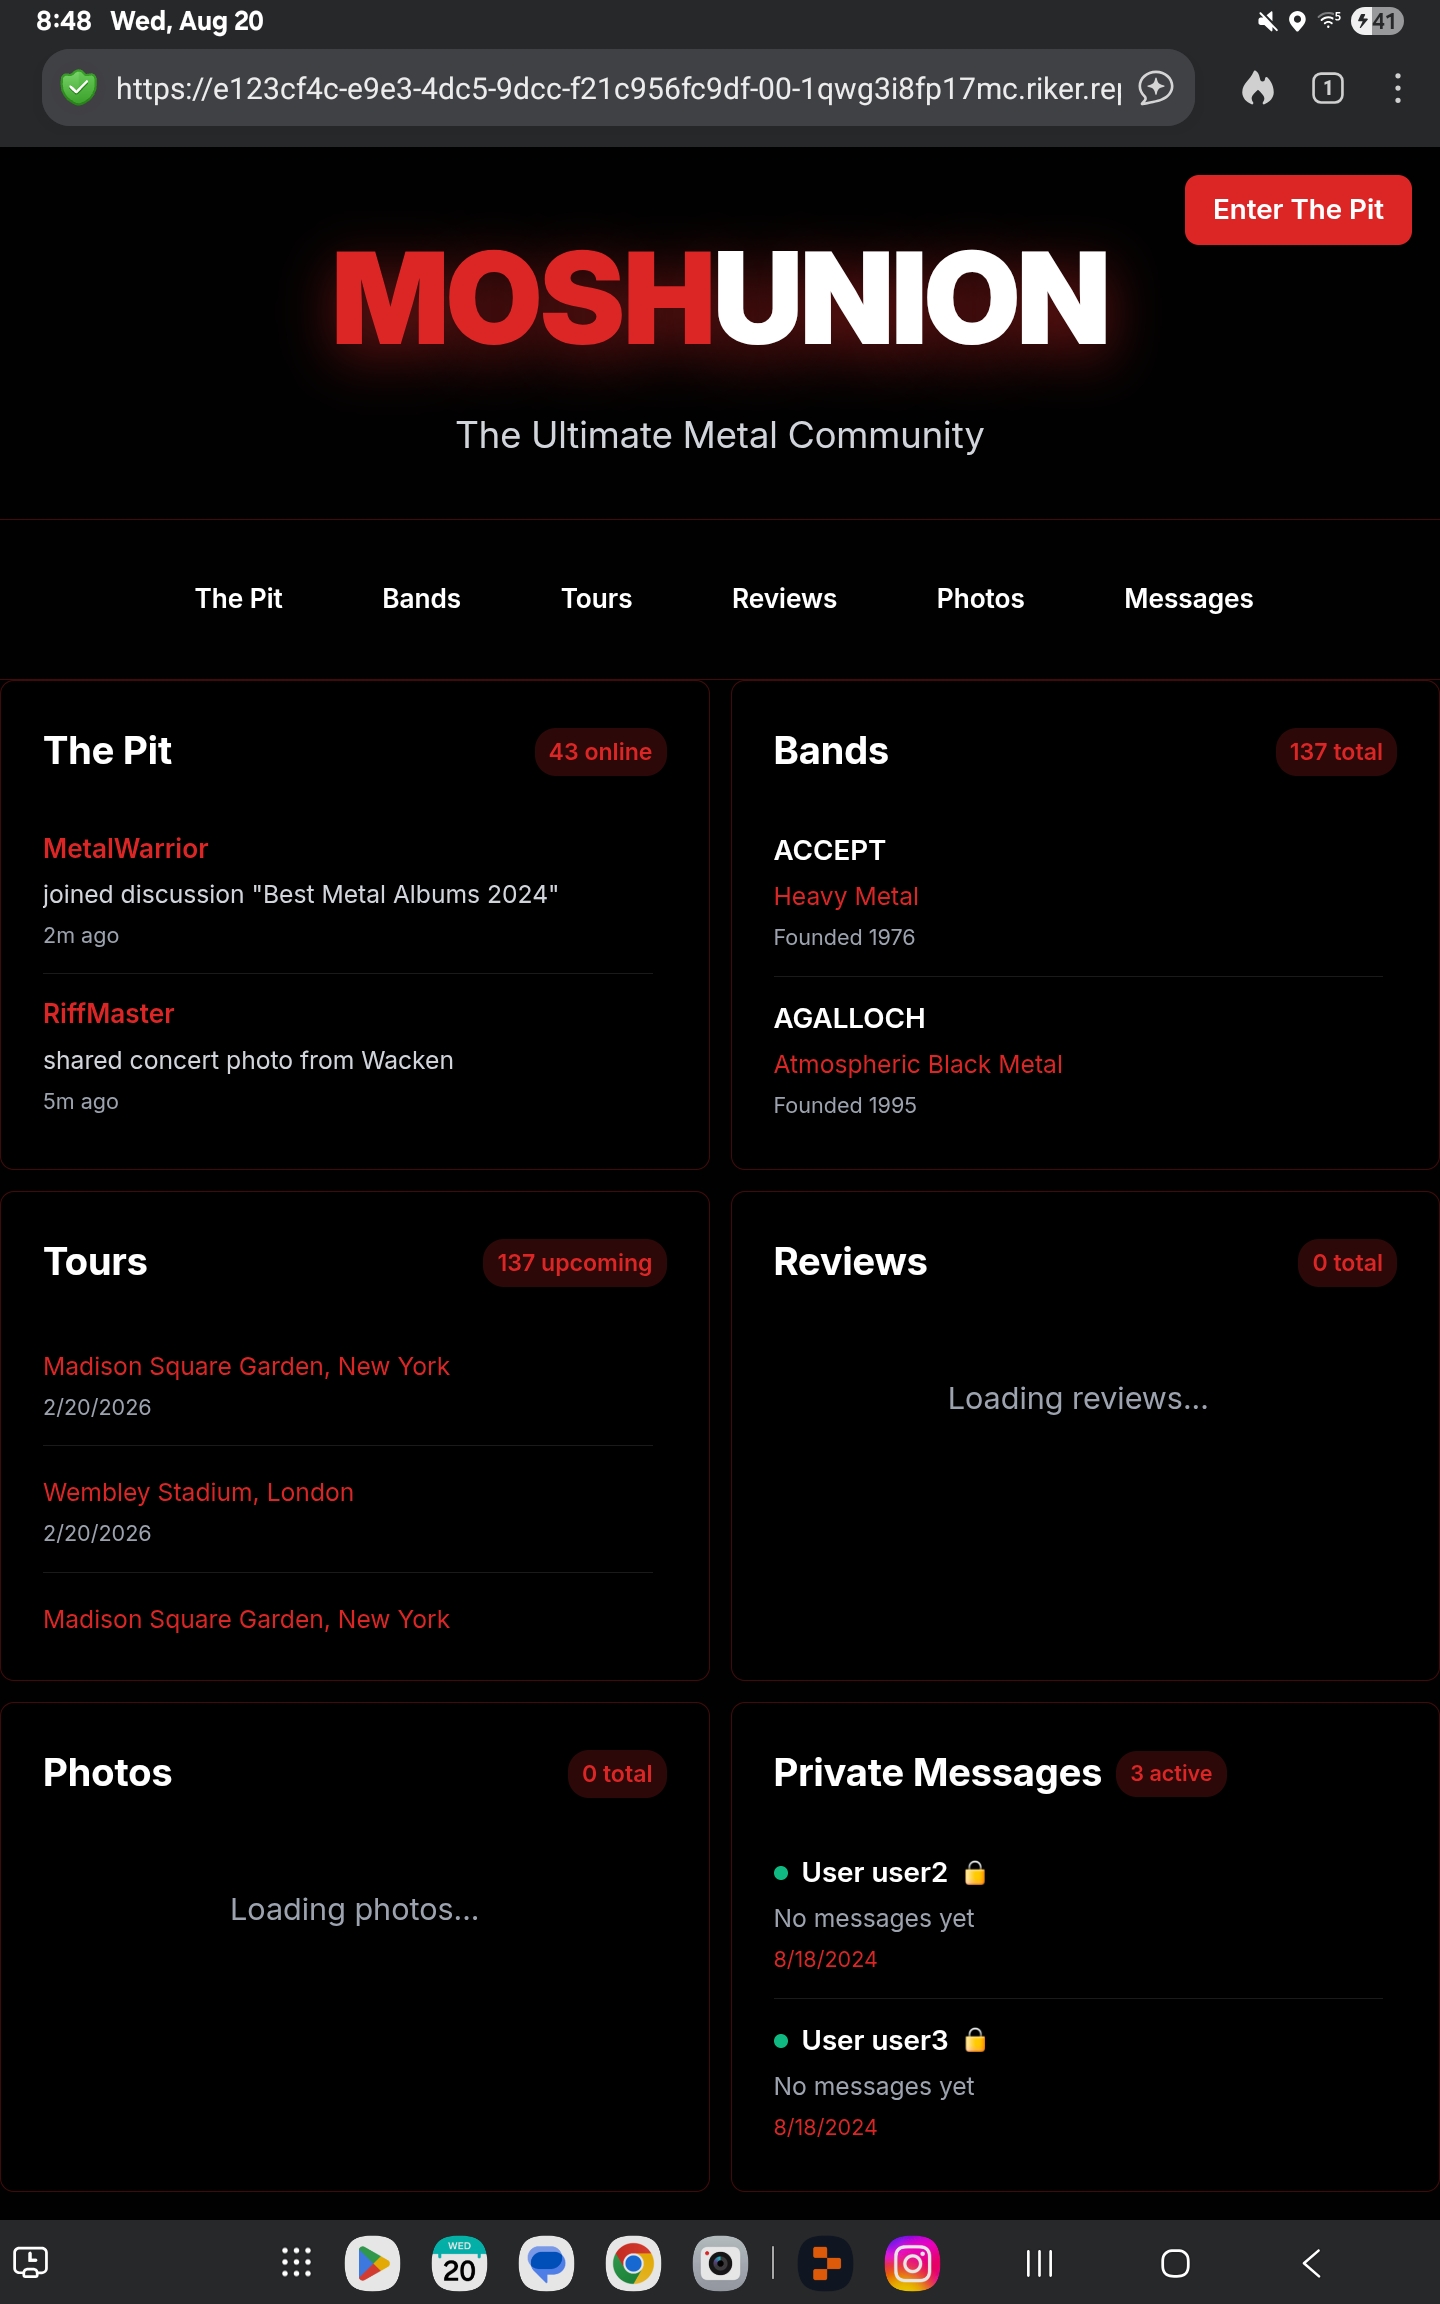 8:48 Wed, Aug 20
5
41
https://e123cf4c-e9e3-4dc5-9dcc-f21c956fc9df-00-1qwg3i8fp17mc.riker.rep
1
Enter The Pit
MOSHUNION
The Ultimate Metal Community
The Pit Bands Tours Reviews Photos Messages
The Pit
43 online
MetalWarrior
joined discussion "Best Metal Albums 2024"
2m ago
RiffMaster
shared concert photo from Wacken
5m ago
Bands
137 total
ACCEPT
Heavy Metal
Founded 1976
AGALLOCH
Atmospheric Black Metal
Founded 1995
Tours
137 upcoming
Madison Square Garden, New York
2/20/2026
Wembley Stadium, London
2/20/2026
Madison Square Garden, New York
Reviews
0 total
Loading reviews...
Photos
0 total
Loading photos...
Private Messages
3 active
User user2
No messages yet
8/18/2024
User user3
No messages yet
8/18/2024
WED
20